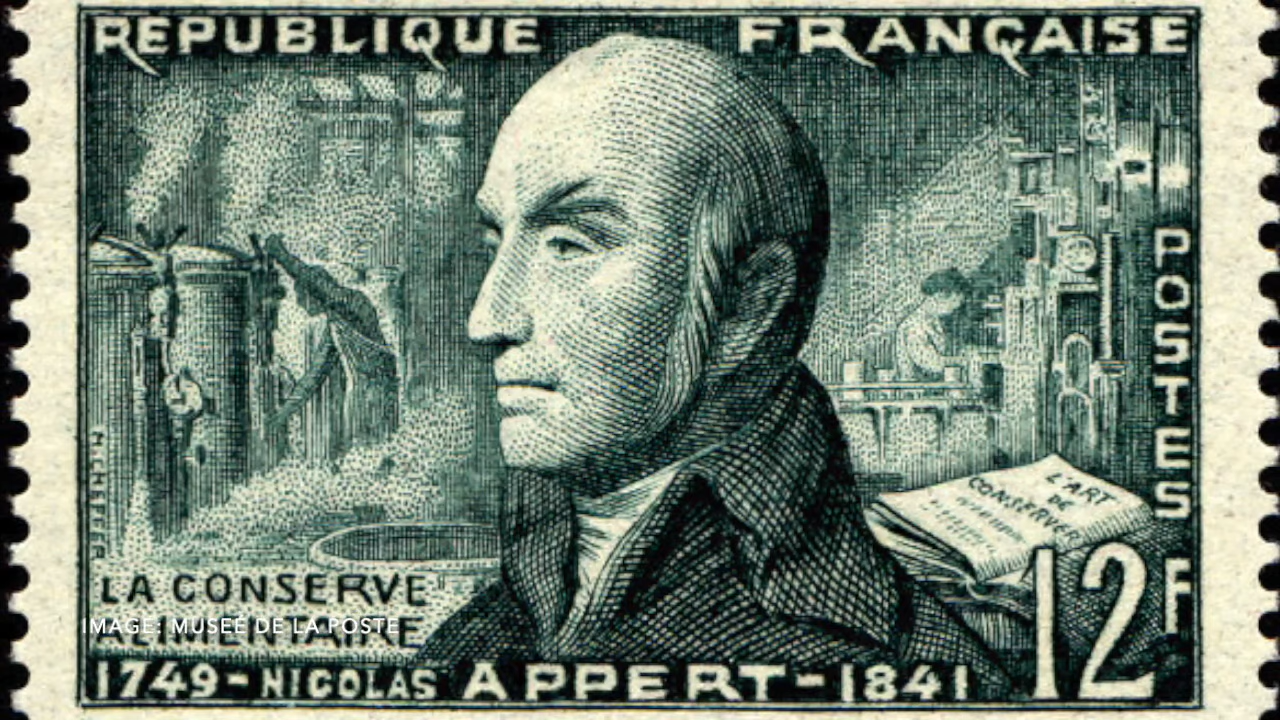 REPUBLIQUE FRANÇAISE
POSTES
L'ART
DE
CONSERVER
LA CONSERVE
IMAGE: MUSÉE DE LA POSTE
1749-NICOLAS APPERT-1841
12F